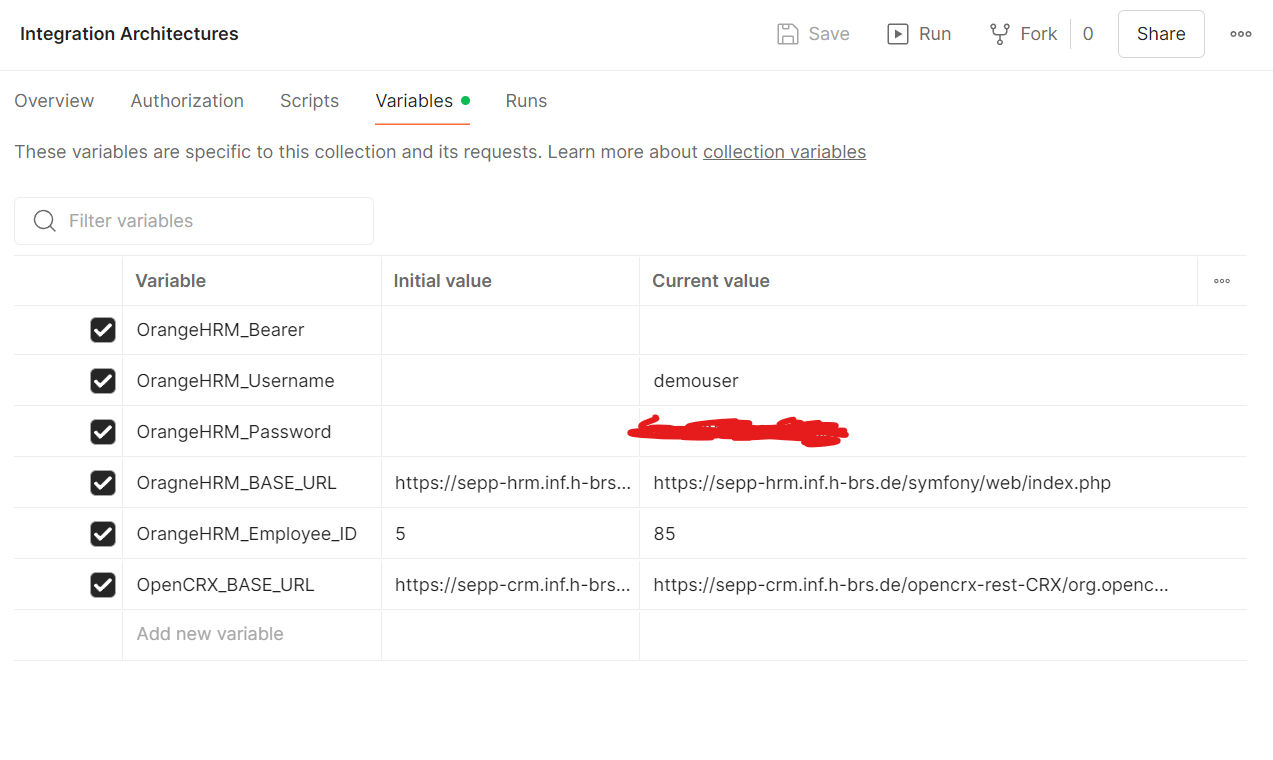 Integration Architectures Save Run Fork 0 Share
Overview Authorization Scripts Variables Runs
These variables are specific to this collection and its requests. Learn more about collection variables
Filter variables
Variable Initial value Current value
OrangeHRM_Bearer
OrangeHRM_Username demouser
OrangeHRM_Password
OragneHRM_BASE_URL https://sepp-hrm.inf.h-brs... https://sepp-hrm.inf.h-brs.de/symfony/web/index.php
OrangeHRM_Employee_ID 5 85
OpenCRX_BASE_URL https://sepp-crm.inf.h-brs... https://sepp-crm.inf.h-brs.de/opencrx-rest-CRX/org.openc...
Add new variable